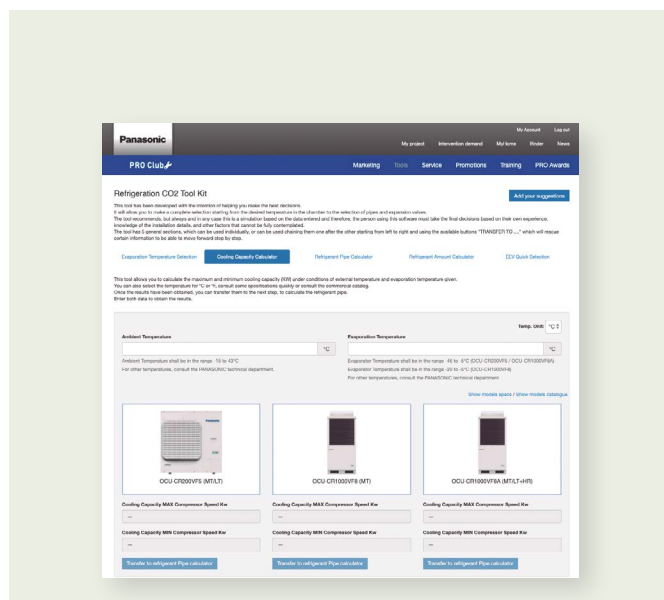 My Account Log out
Panasonic
My project Intervention demand My items Finder News
PRO Club
Marketing Tools Service Promotions Training PRO Awards
Refrigeration CO2 Tool Kit
Add your suggestions
This tool has been developed with the intention of helping you make the best decisions.
It will allow you to make a complete selection starting from the desired temperature in the chamber to the selection of pipes and expansion valves.
The tool recommends, but always and in any case this is a simulation based on the data entered and therefore, the person using this software must take the final decisions based on their own experience,
knowledge of the installation details, and other factors that cannot be fully contemplated.
The tool has 5 general sections, which can be used individually, or can be used chaining them one after the other starting from left to right and using the available buttons "TRANSFER TO ...." which will rescue
certain information to be able to move forward step by step.
Evaporation Temperature Selection Cooling Capacity Calculator Refrigerant Pipe Calculator Refrigerant Amount Calculator EEV Quick Selection
This tool allows you to calculate the maximum and minimum cooling capacity (KW) under conditions of external temperature and evaporation temperature given.
You can also select the temperature for °C or °F, consult some specifications quickly or consult the commercial catalog.
Once the results have been obtained, you can transfer them to the next step, to calculate the refrigerant pipe.
Enter both data to obtain the results.
Temp. Unit: °C
Ambient Temperature Evaporation Temperature
°C °C
Ambient Temperature shall be in the range -15 to 43°C
For other temperatures, consult the PANASONIC technical department.
Evaporator Temperature shall be in the range -45 to -5°C (OCU-CR200VF5 / OCU-CR1000VF8A)
Evaporator Temperature shall be in the range -20 to -5°C (OCU-CR1000VF8)
For other temperatures, consult the PANASONIC technical department
Show models specs / Show models catalogue
Panasonic
OCU-CR200VF5 (MT/LT) OCU-CR1000VF8 (MT) OCU-CR1000VF8A (MT/LT+HR)
Cooling Capacity MAX Compressor Speed Kw Cooling Capacity MAX Compressor Speed Kw Cooling Capacity MAX Compressor Speed Kw
--- --- ---
Cooling Capacity MIN Compressor Speed Kw Cooling Capacity MIN Compressor Speed Kw Cooling Capacity MIN Compressor Speed Kw
--- --- ---
Transfer to refrigerant Pipe calculator Transfer to refrigerant Pipe calculator Transfer to refrigerant Pipe calculator